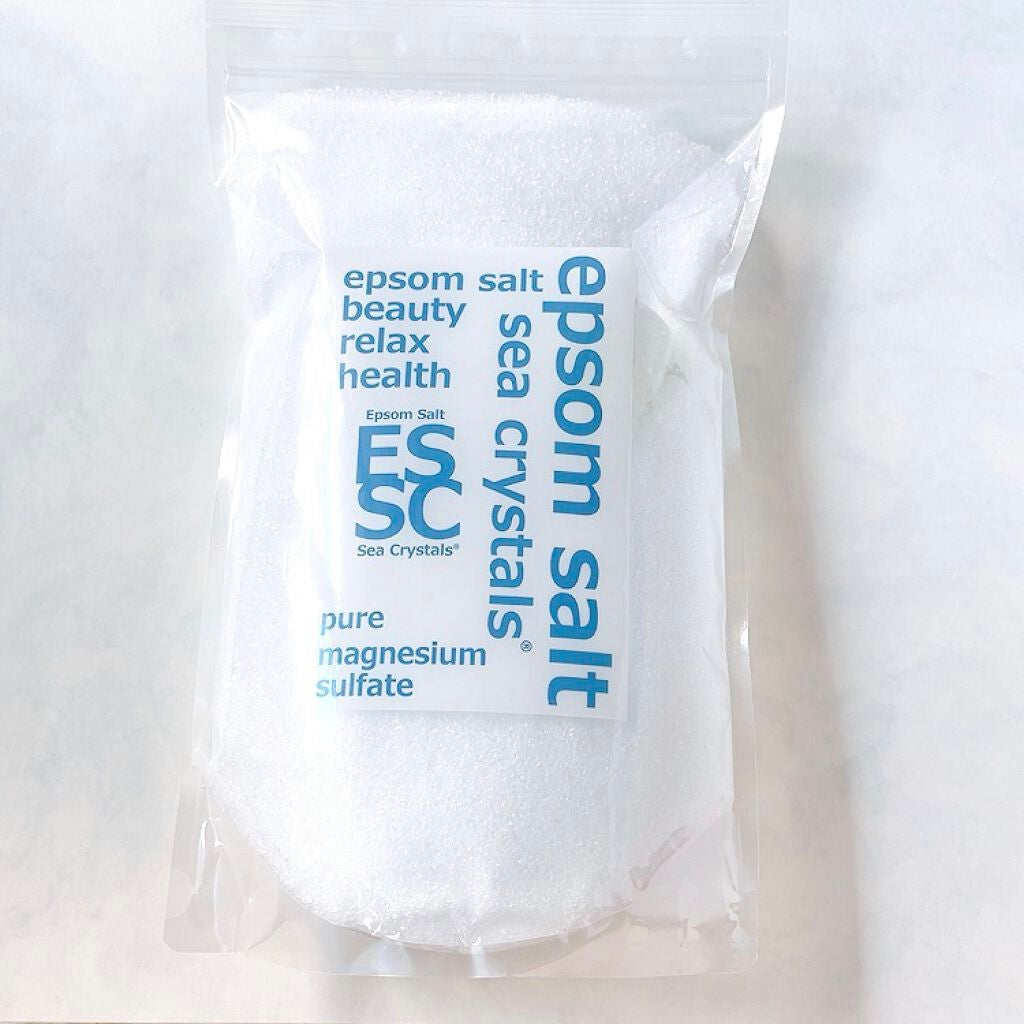 epsom salt
beauty
relax
health
Epsom Salt
ES
SC
Sea Crystals®
pure
magnesium
sulfate
sea crystals®
epsom salt